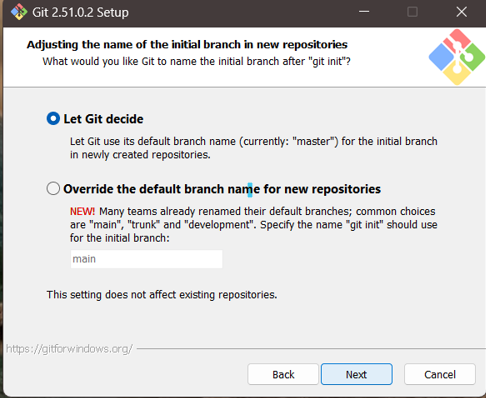 Git 2.51.0.2 Setup
Adjusting the name of the initial branch in new repositories
What would you like Git to name the initial branch after "git init"?
Let Git decide
Let Git use its default branch name (currently: "master") for the initial branch
in newly created repositories.
Override the default branch name for new repositories
NEW! Many teams already renamed their default branches; common choices
are "main", "trunk" and "development". Specify the name "git init" should use
for the initial branch:
main
This setting does not affect existing repositories.
https://gitforwindows.org/
Back Next Cancel